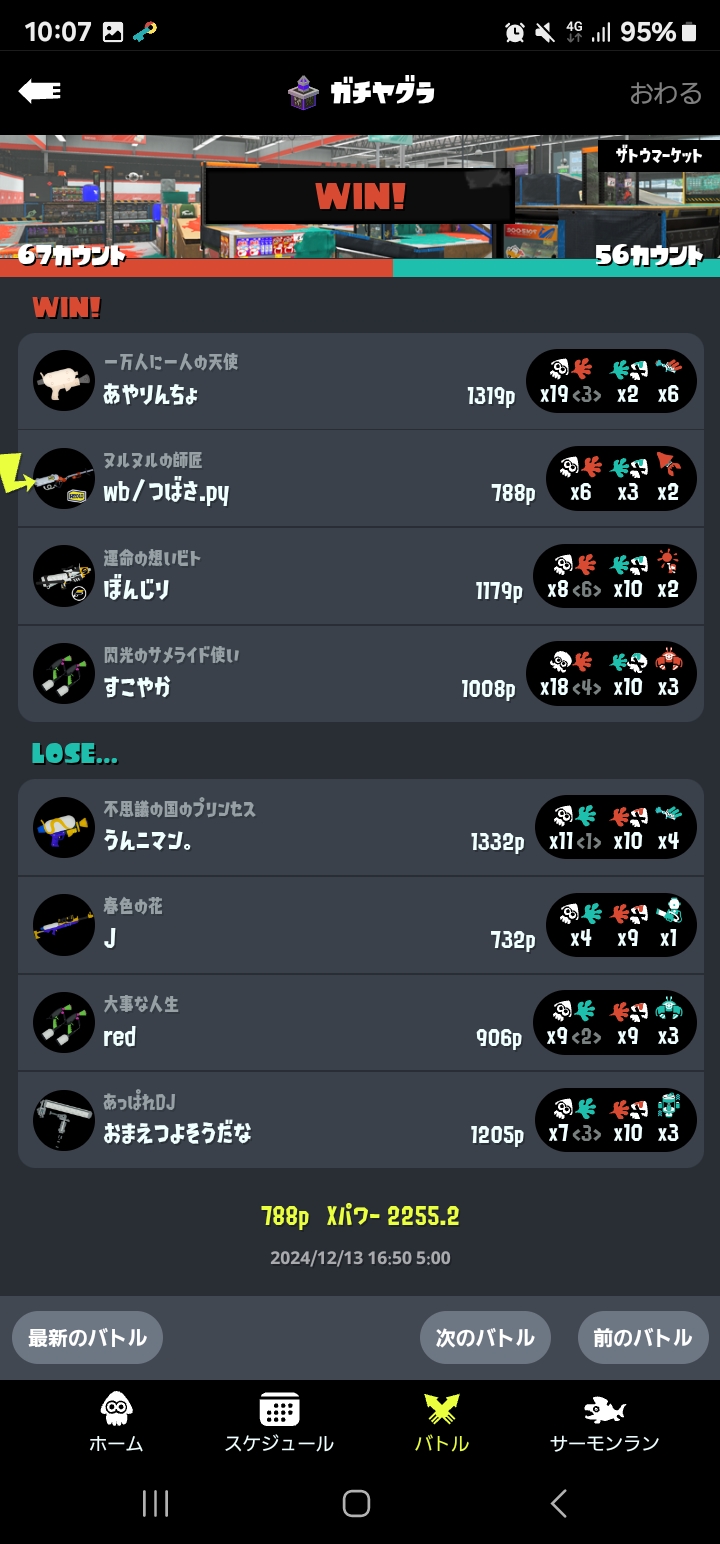 10:07 4G 95%
ガチヤグラ おわる
ザトウマーケット
WIN!
67カウント 56カウント
WIN!
一万人に一人の天使
あやりんちょ 1319p x19 <3> x2 x6
ヌルヌルの師匠
wb/つばさ.py 788p x6 x3 x2
運命の想いビト
ぼんじリ 1179p x8 <6> x10 x2
閃光のサメライド使い
すこやか 1008p x18 <4> x10 x3
LOSE...
不思議の国のプリンセス
うんニマン。 1332p x11 <1> x10 x4
春色の花
J 732p x4 x9 x1
大事な人生
red 906p x9 <2> x9 x3
あっぱれDJ
おまえつよそうだな 1205p x7 <3> x10 x3
788p Xパワー 2255.2
2024/12/13 16:50 5:00
最新のバトル 次のバトル 前のバトル
ホーム スケジュール バトル サーモンラン